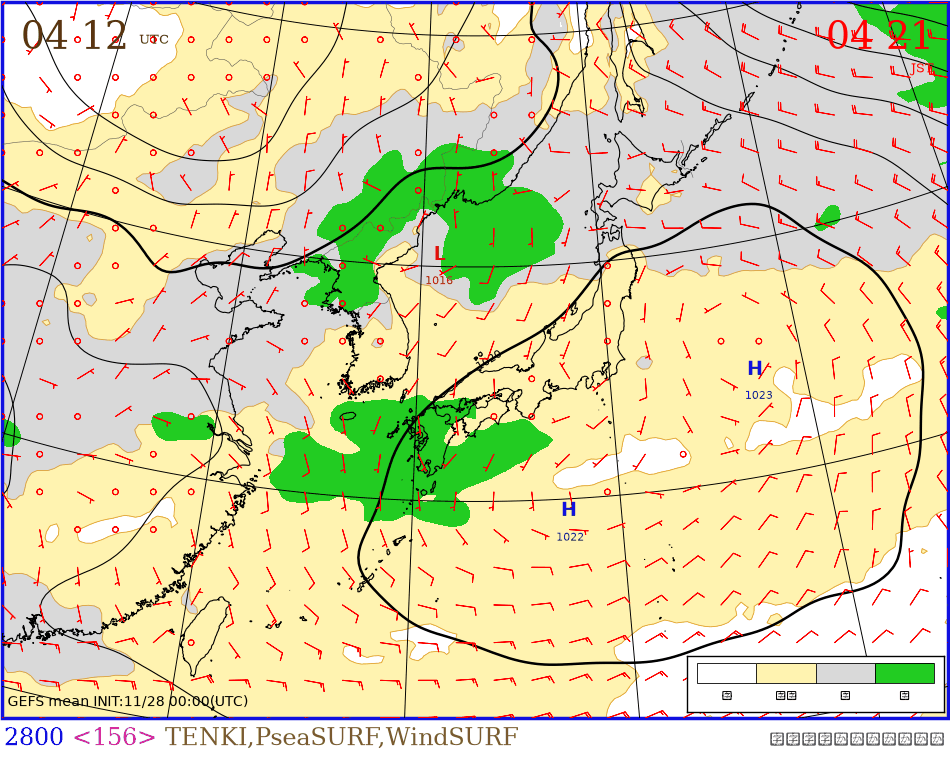 04 12 UTC
04 21
JST
L
1016
1020
H
1023
H
1022
GEFS mean INIT:11/28 00:00(UTC)
2800 <156> TENKI,PseaSURF,WindSURF